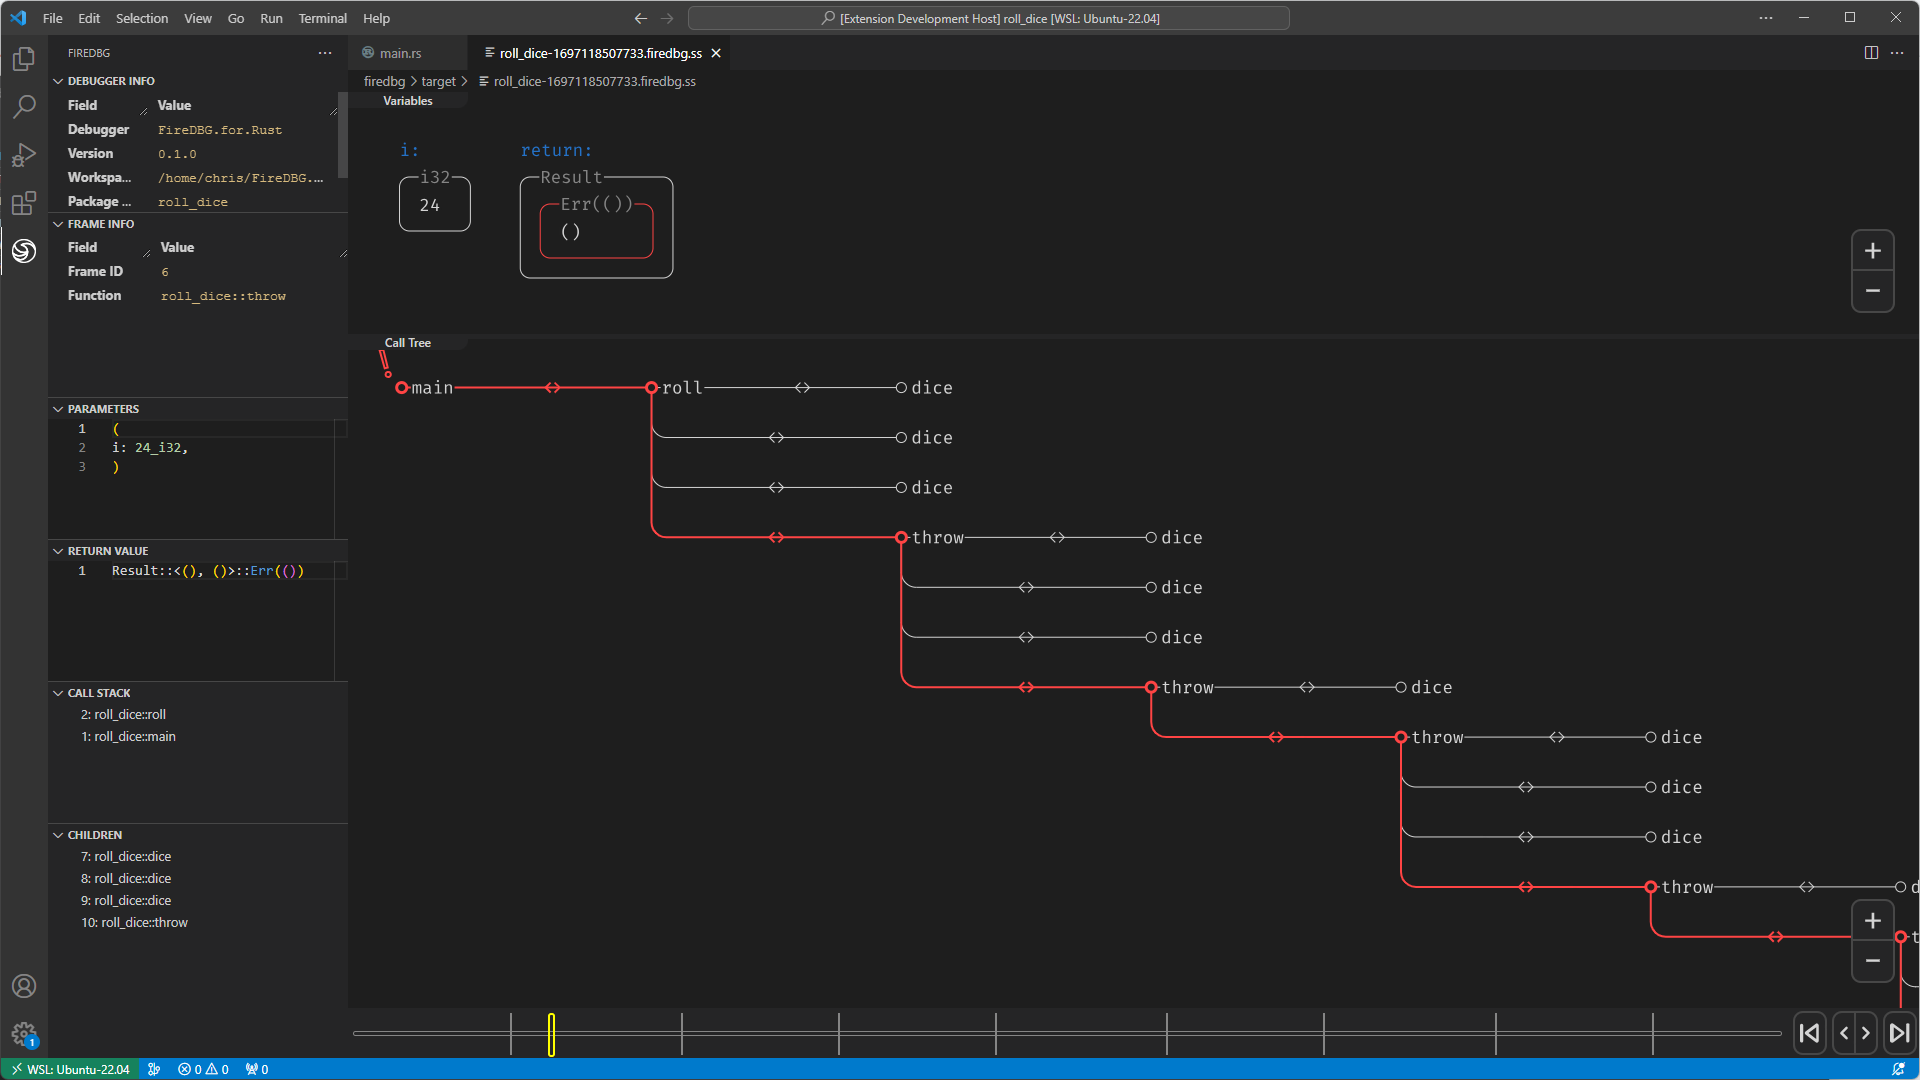 File Edit Selection View Go Run Terminal Help
[Extension Development Host] roll_dice [WSL: Ubuntu-22.04]
FIREDBG
main.rs
roll_dice-1697118507733.firedbg.ss
firedbg > target > roll_dice-1697118507733.firedbg.ss
DEBUGGER INFO
Field Value
Debugger FireDBG.for.Rust
Version 0.1.0
Workspa... /home/chris/FireDBG....
Package ... roll_dice
FRAME INFO
Field Value
Frame ID 6
Function roll_dice::throw
PARAMETERS
1 (
2 i: 24_i32,
3 )
RETURN VALUE
1 Result::<(), ()>::Err(())
CALL STACK
2: roll_dice::roll
1: roll_dice::main
CHILDREN
7: roll_dice::dice
8: roll_dice::dice
9: roll_dice::dice
10: roll_dice::throw
Variables
i: return:
i32 Result
24 Err(())
()
+
−
Call Tree
main <> roll <> dice
<> dice
<> dice
<> throw <> dice
<> dice
<> dice
<> throw <> dice
<> throw <> dice
<> dice
<> dice
<> throw <> d
<> t
+
−
1
WSL: Ubuntu-22.04 0 0 0